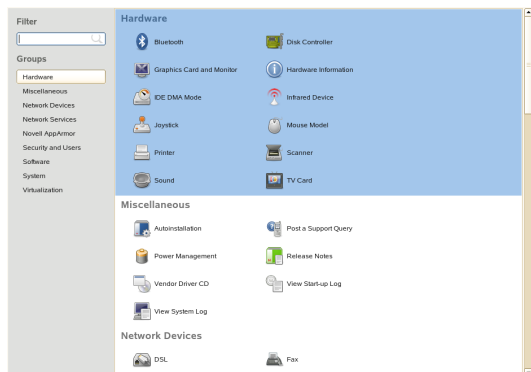 Filter
Groups
Hardware
Miscellaneous
Network Devices
Network Services
Novell AppArmor
Security and Users
Software
System
Virtualization
Hardware
Bluetooth
Disk Controller
Graphics Card and Monitor
Hardware Information
IDE DMA Mode
Infrared Device
Joystick
Mouse Model
Printer
Scanner
Sound
TV Card
Miscellaneous
Autoinstallation
Post a Support Query
Power Management
Release Notes
Vendor Driver CD
View Start-up Log
View System Log
Network Devices
DSL
Fax